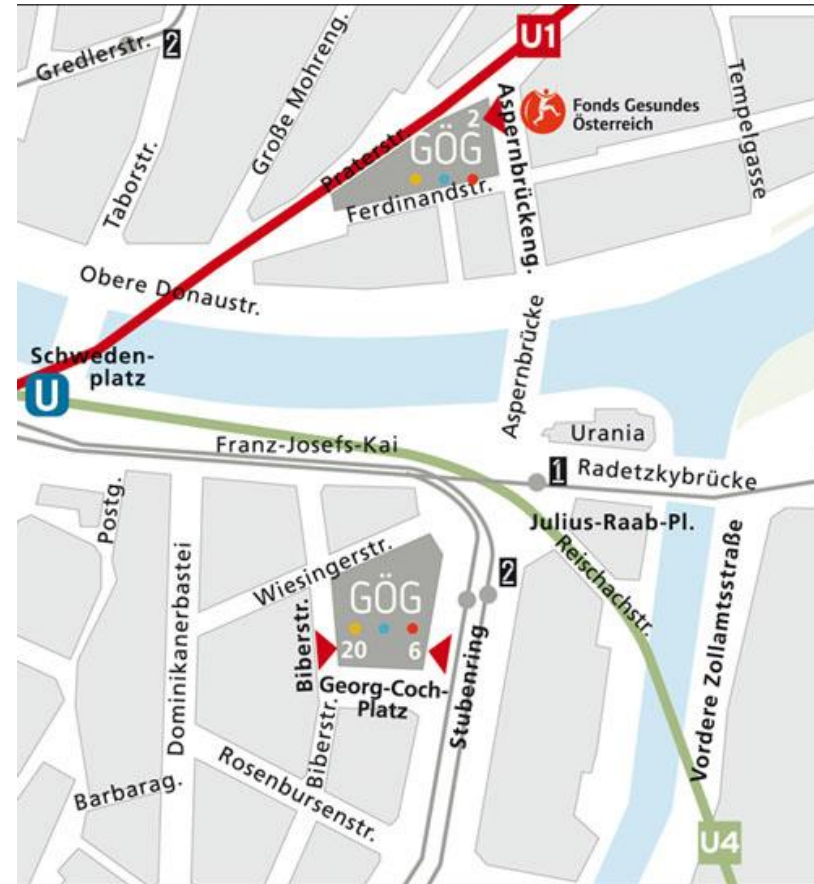 U1
Gredlerstr.
2
Große Mohreng.
Taborstr.
Praterstr.
2
GÖG
Ferdinandstr.
Aspernbrückeng.
Fonds Gesundes
Österreich
Tempelgasse
Obere Donaustr.
Aspernbrücke
Schweden-
platz
U
Franz-Josefs-Kai
Urania
1
Radetzkybrücke
Julius-Raab-Pl.
Postg.
Dominikanerbastei
Wiesingerstr.
Biberstr.
GÖG
20
6
2
Reischachstr.
Georg-Coch-
Platz
Stubenring
Vordere Zollamtsstraße
Biberstr.
Rosenbursenstr.
Barbarag.
U4